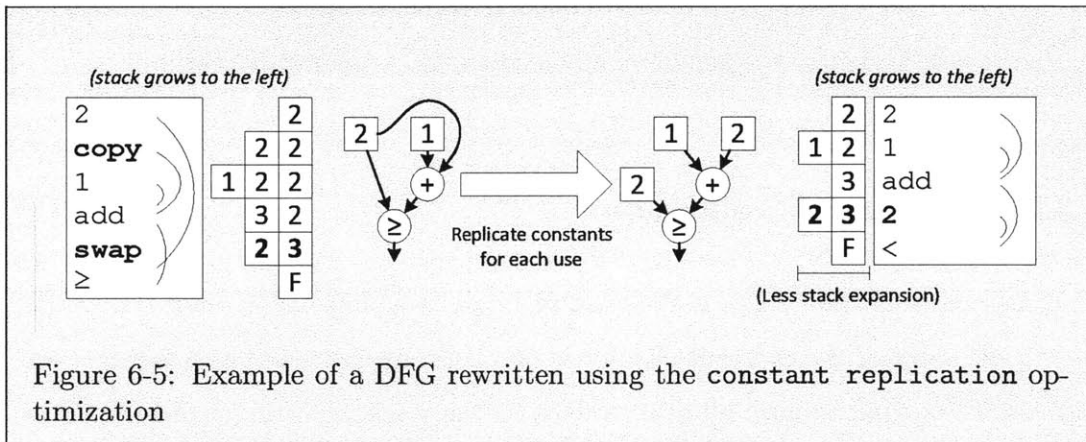 (stack grows to the left)
2
copy
1
add
swap
≥
2
2 2
1 2 2
3 2
2 3
F
2 1
+
≥
Replicate constants
for each use
1 2
2 +
≥
(stack grows to the left)
2 2
1 2 1
3 add
2 3 2
F <
(Less stack expansion)
Figure 6-5: Example of a DFG rewritten using the constant replication op-
timization